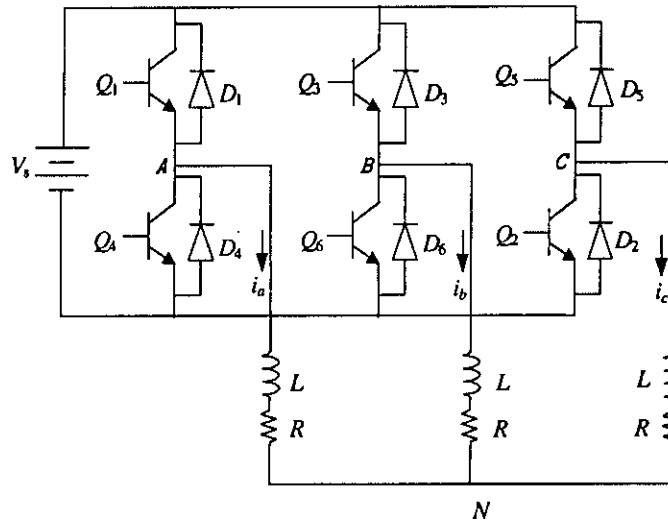 Q1 D1 Q3 D3 Q5 D5
Vs A B C
Q4 D4 Q6 D6 Q2 D2
ia ib ic
L L L
R R R
N